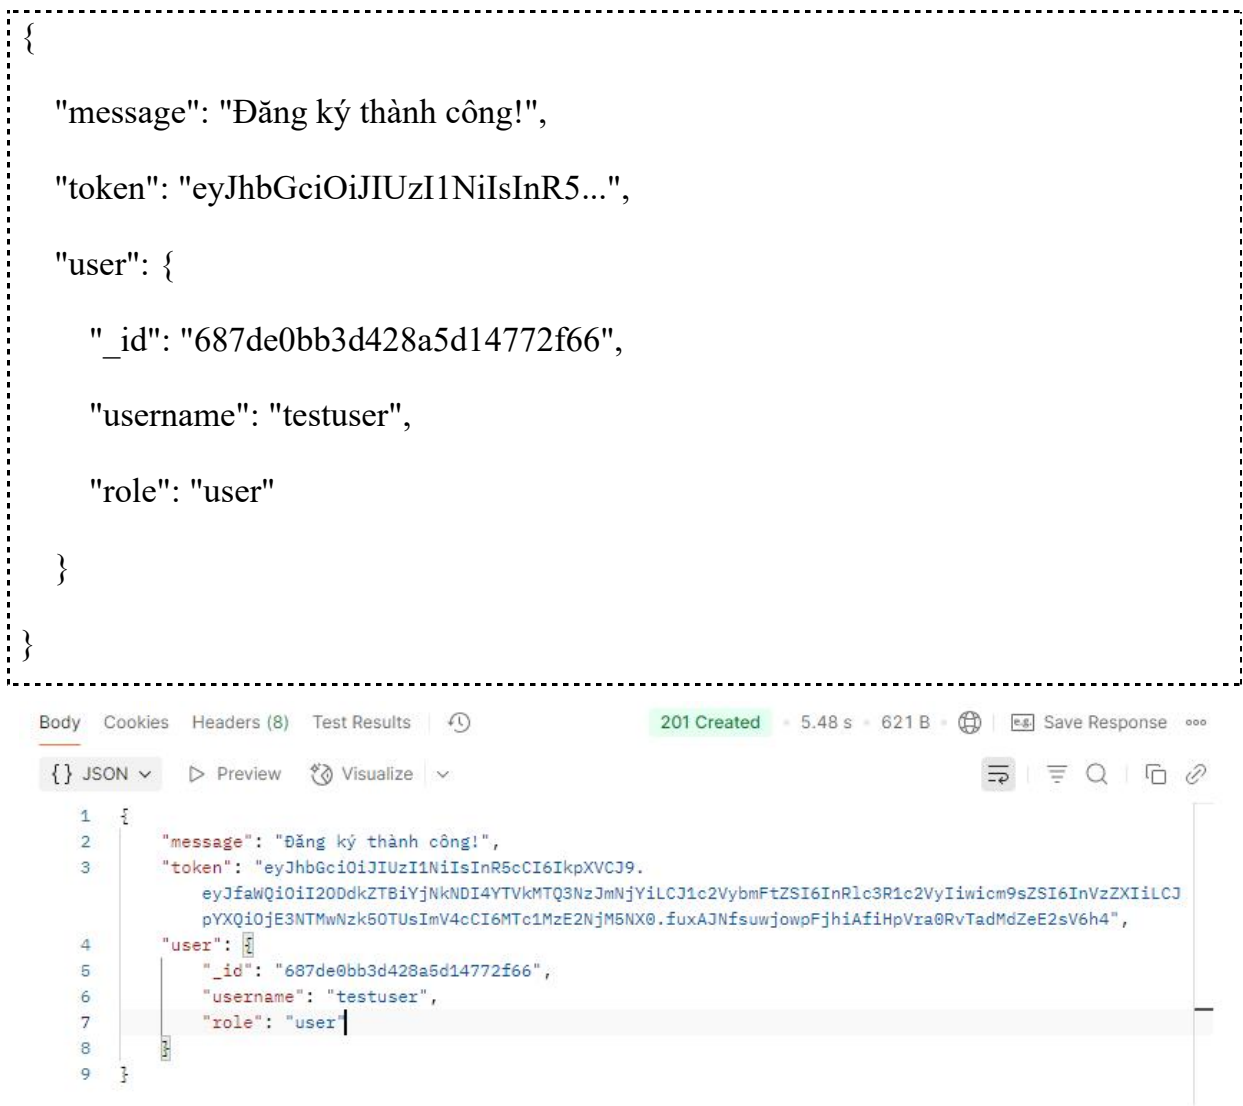 {
"message": "Đăng ký thành công!",
"token": "eyJhbGciOiJIUzI1NiIsInR5...",
"user": {
"_id": "687de0bb3d428a5d14772f66",
"username": "testuser",
"role": "user"
}
}
Body Cookies Headers (8) Test Results 201 Created 5.48 s 621 B e.g. Save Response
{} JSON Preview Visualize
1 {
2 "message": "Đăng ký thành công!",
3 "token": "eyJhbGciOiJIUzI1NiIsInR5cCI6IkpXVCJ9.
eyJfaWQiOiI2ODdkZTBiYjNkNDI4YTVkMTQ3NzJmNjYiLCJ1c2VybmFtZSI6InRlc3R1c2VyIiwicm9sZSI6InVzZXIiLCJ
pYXQiOjE3NTMwNzk5OTUsImV4cCI6MTc1MzE2NjM5NX0.fuxAJNfsuwjowpFjhiAfiHpVra0RvTadMdZeE2sV6h4",
4 "user": {
5 "_id": "687de0bb3d428a5d14772f66",
6 "username": "testuser",
7 "role": "user"
8 }
9 }